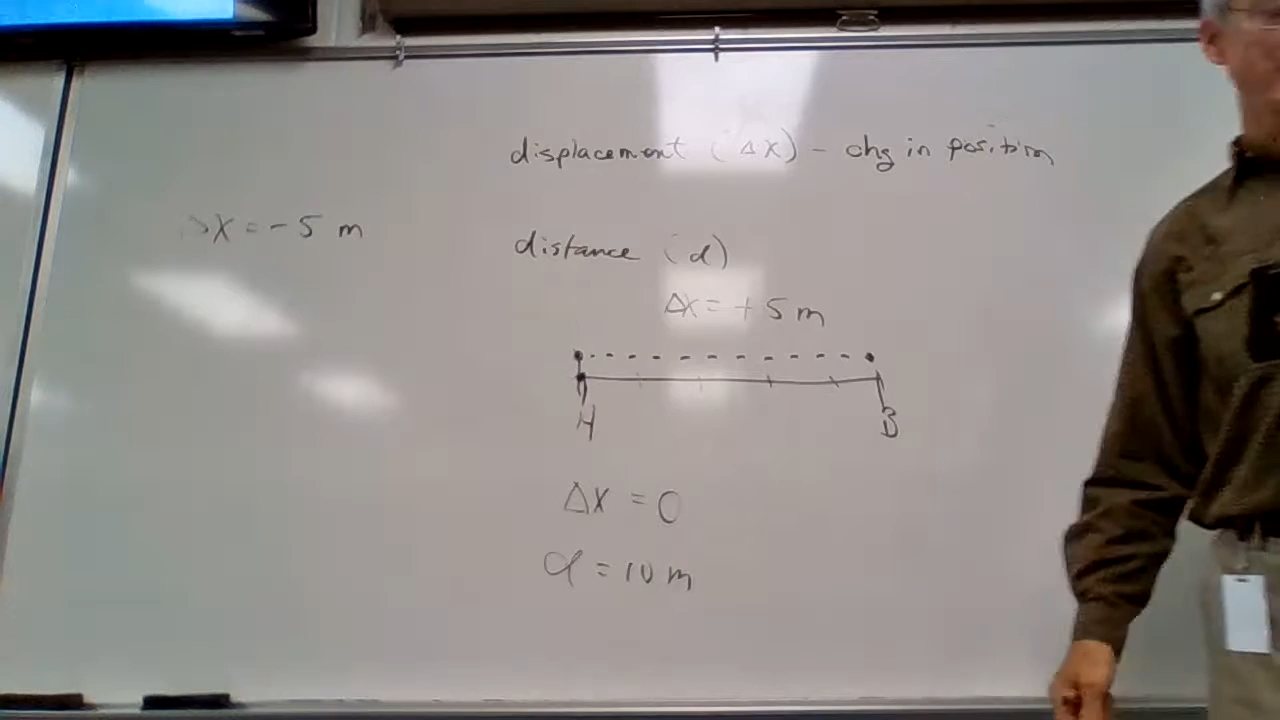 displacement (ΔX) - chg in position
ΔX = - 5 m
distance (d)
ΔX = + 5 m
A B
ΔX = 0
d = 10 m